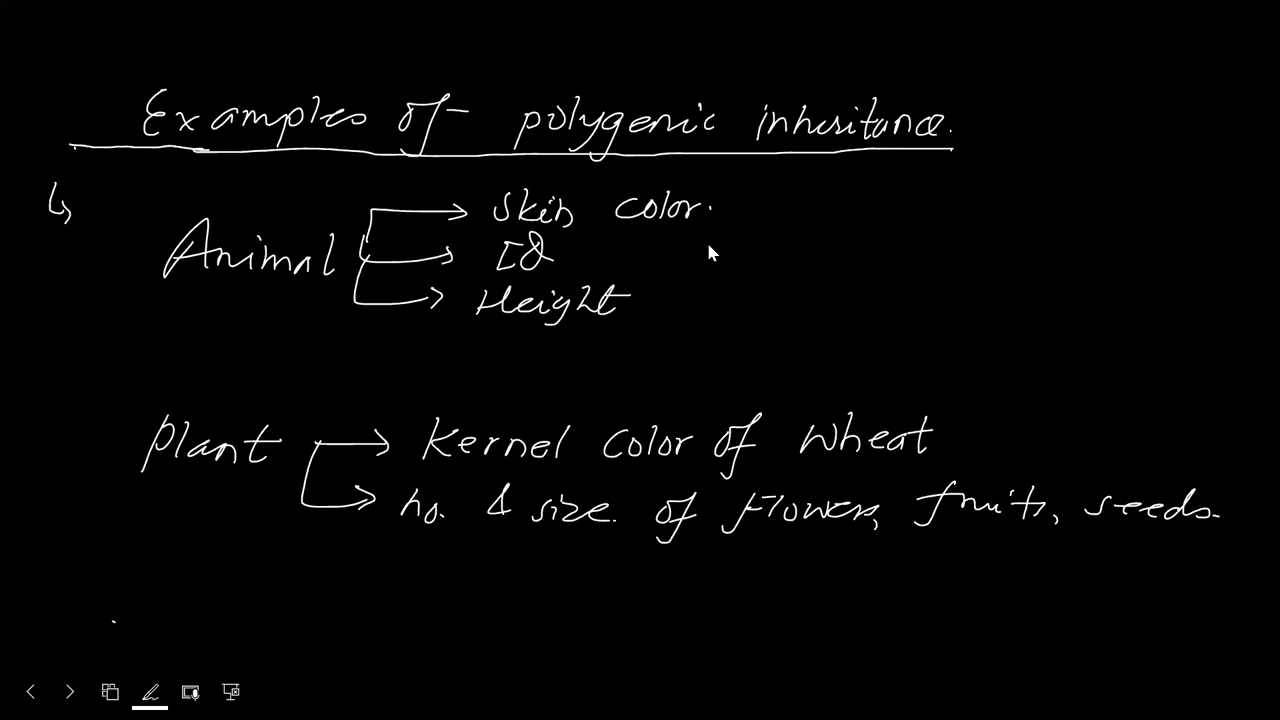 Examples of polygenic inheritance.
Skin color.
Animal
IQ
Height
Plant
Kernel color of wheat
no. & size. of Flowers, fruits, seeds.